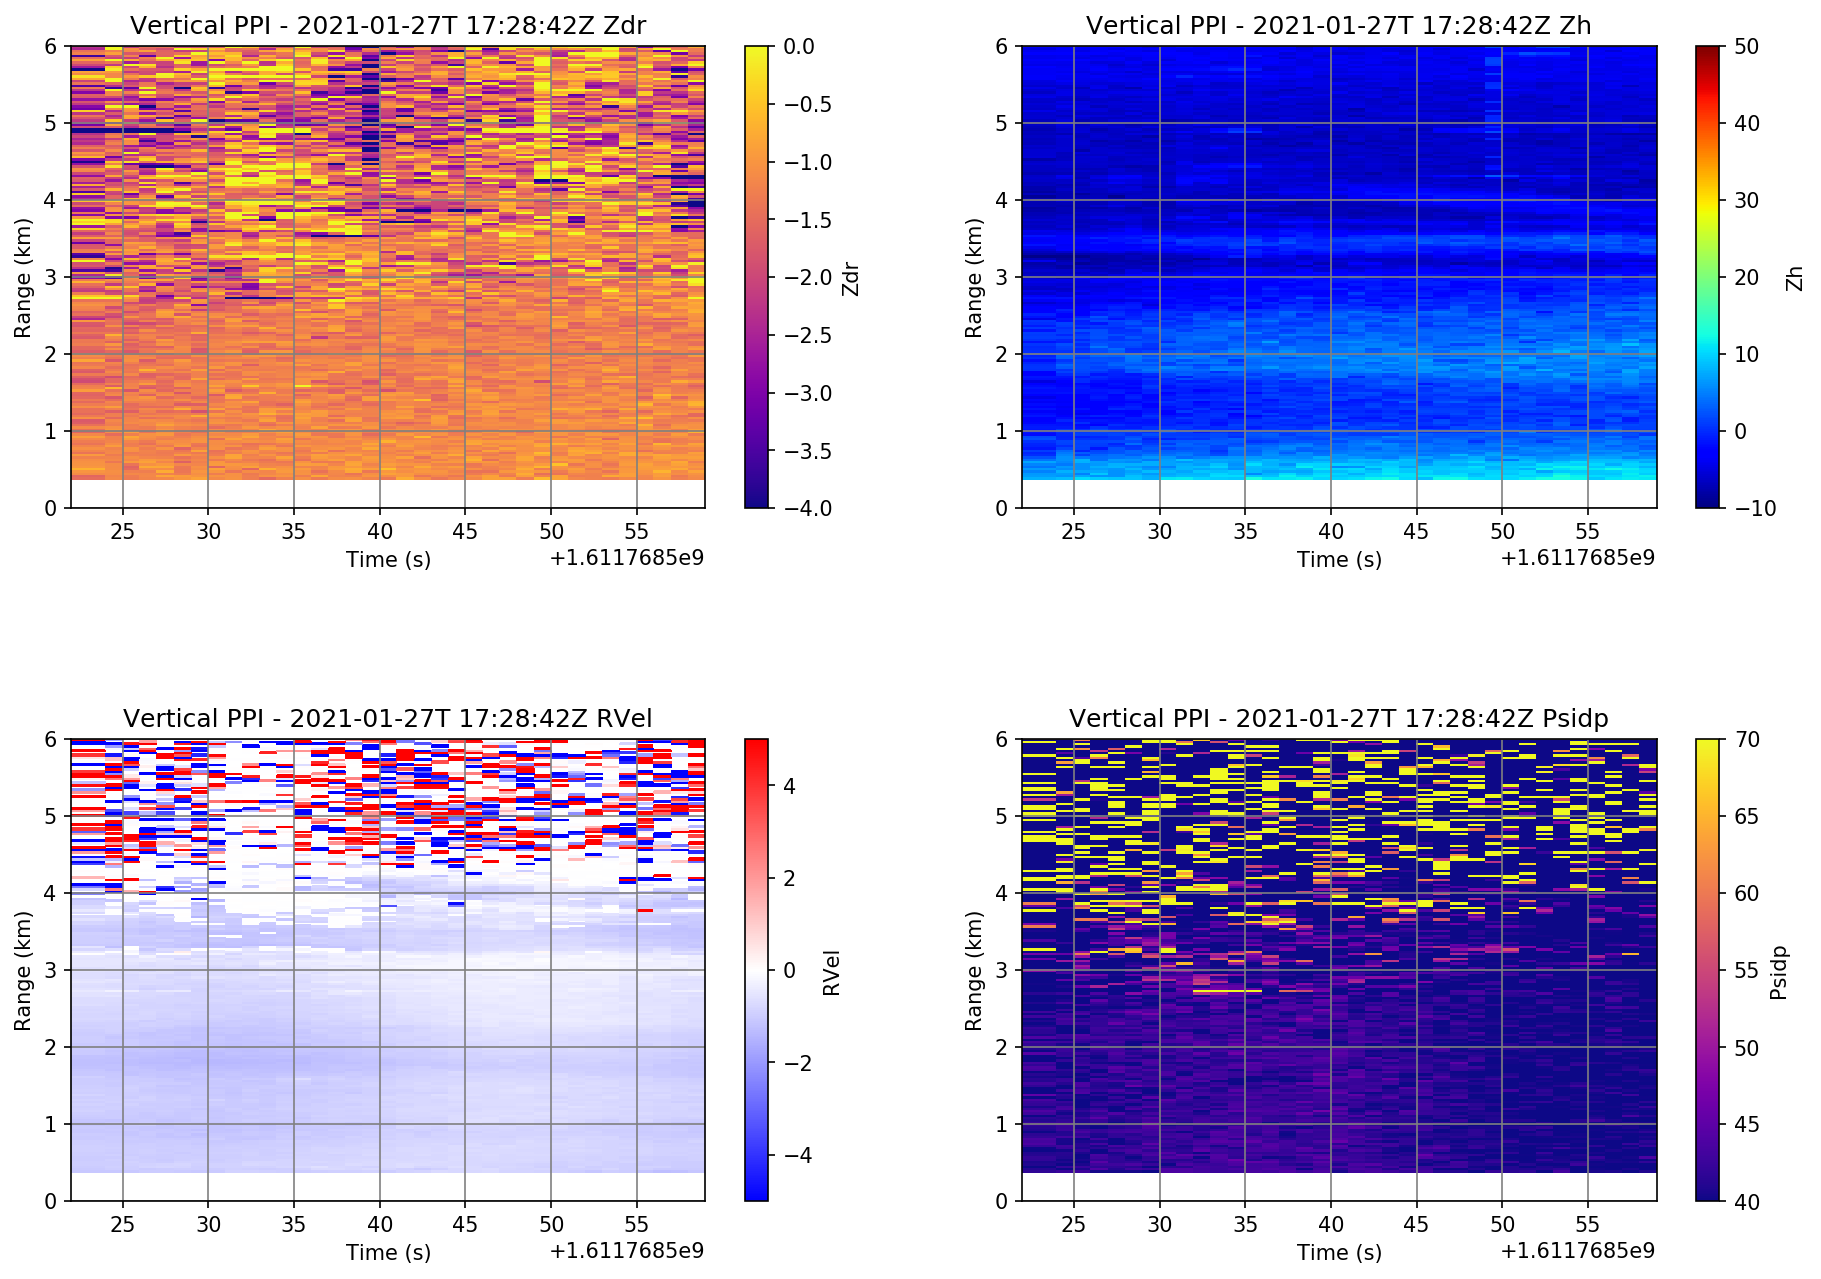 Vertical PPI - 2021-01-27T 17:28:42Z Zdr
6
5
4
3
2
1
0
Range (km)
25 30 35 40 45 50 55
Time (s)
+1.6117685e9
0.0
−0.5
−1.0
−1.5
−2.0
−2.5
−3.0
−3.5
−4.0
Zdr
Vertical PPI - 2021-01-27T 17:28:42Z Zh
6
5
4
3
2
1
0
Range (km)
25 30 35 40 45 50 55
Time (s)
+1.6117685e9
50
40
30
20
10
0
−10
Zh
Vertical PPI - 2021-01-27T 17:28:42Z RVel
6
5
4
3
2
1
0
Range (km)
25 30 35 40 45 50 55
Time (s)
+1.6117685e9
4
2
0
−2
−4
RVel
Vertical PPI - 2021-01-27T 17:28:42Z Psidp
6
5
4
3
2
1
0
Range (km)
25 30 35 40 45 50 55
Time (s)
+1.6117685e9
70
65
60
55
50
45
40
Psidp